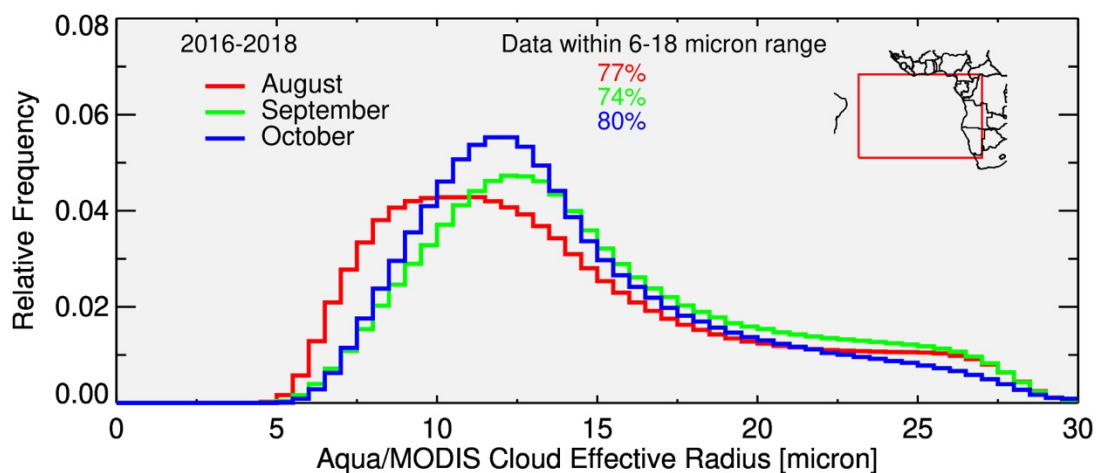 0.08
0.06
0.04
0.02
0.00
Relative Frequency
2016-2018
August
September
October
Data within 6-18 micron range
77%
74%
80%
0 5 10 15 20 25 30
Aqua/MODIS Cloud Effective Radius [micron]